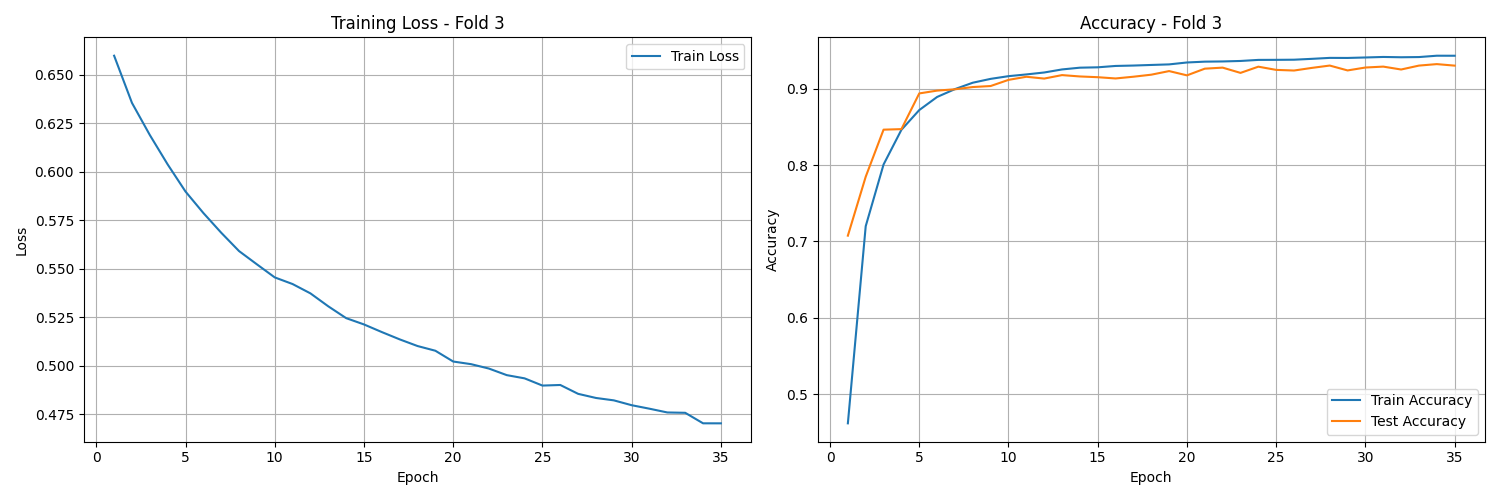 Training Loss - Fold 3
Train Loss
0.650
0.625
0.600
0.575
0.550
0.525
0.500
0.475
Loss
0 5 10 15 20 25 30 35
Epoch
Accuracy - Fold 3
0.9
0.8
0.7
0.6
0.5
Accuracy
Train Accuracy
Test Accuracy
0 5 10 15 20 25 30 35
Epoch